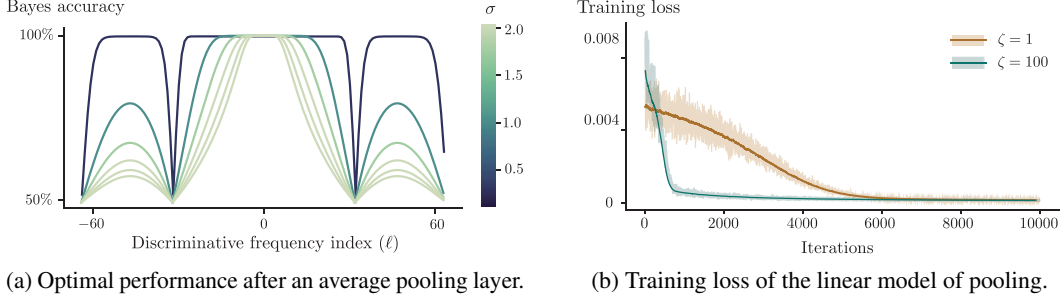 Bayes accuracy
σ
100%
50%
2.0
1.5
1.0
0.5
−60
0
60
Discriminative frequency index (ℓ)
(a) Optimal performance after an average pooling layer.
Training loss
0.008
0.004
0
ζ = 1
ζ = 100
0
2000
4000
6000
8000
10000
Iterations
(b) Training loss of the linear model of pooling.